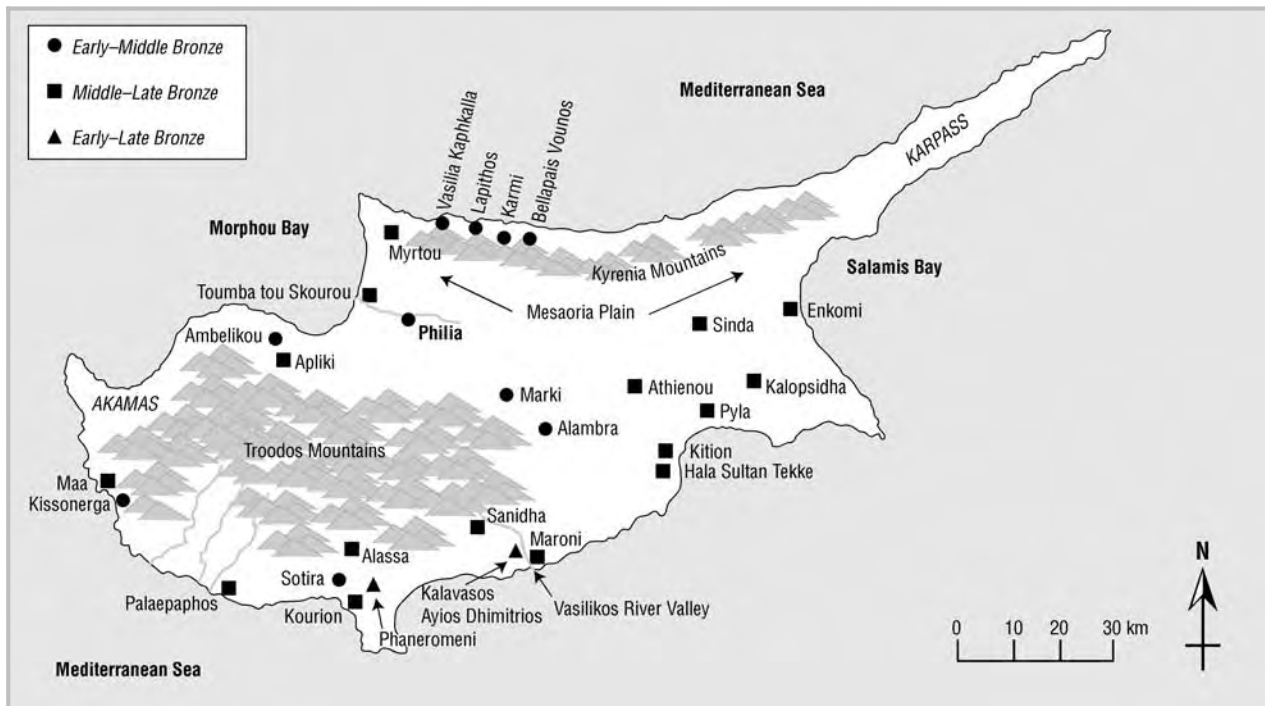 Early–Middle Bronze
Middle–Late Bronze
Early–Late Bronze
Mediterranean Sea
KARPASS
Vasilia Kaphkalla
Lapithos
Karmi
Bellapais Vounos
Morphou Bay
Myrtou
Kyrenia Mountains
Salamis Bay
Toumba tou Skourou
Mesaoria Plain
Enkomi
Sinda
Philia
Ambelikou
Apliki
Marki
Athienou
Kalopsidha
AKAMAS
Pyla
Alambra
Troodos Mountains
Kition
Hala Sultan Tekke
Maa
Kissonerga
Sanidha
Maroni
Alassa
Sotira
Kalavasos
Ayios Dhimitrios
Vasilikos River Valley
Palaepaphos
Kourion
Phaneromeni
Mediterranean Sea
N
0 10 20 30 km